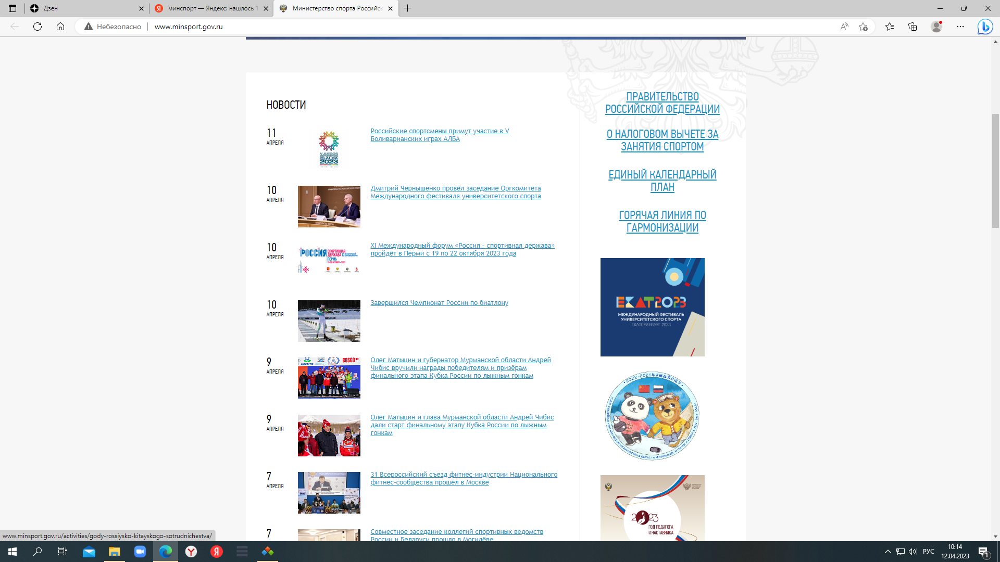 Дзен
минспорт — Яндекс: нашлось 1
Министерство спорта Российск
Небезопасно
www.minsport.gov.ru
НОВОСТИ
11
АПРЕЛЯ
V JUEGOS
DEPORTIVOS
DEL ALBA
2023
Российские спортсмены примут участие в V
Боливарианских играх АЛБА
10
АПРЕЛЯ
Дмитрий Чернышенко провёл заседание Оргкомитета
Международного фестиваля университетского спорта
10
АПРЕЛЯ
РОССИЯ
СПОРТИВНАЯ
ДЕРЖАВА XI
ПЕРМЬ
XI Международный форум «Россия - спортивная держава»
пройдёт в Перми с 19 по 22 октября 2023 года
10
АПРЕЛЯ
Завершился Чемпионат России по биатлону
9
АПРЕЛЯ
ФОСАГРО
BOSCO
Олег Матыцин и губернатор Мурманской области Андрей
Чибис вручили награды победителям и призёрам
финального этапа Кубка России по лыжным гонкам
9
АПРЕЛЯ
Олег Матыцин и глава Мурманской области Андрей Чибис
дали старт финальному этапу Кубка России по лыжным
гонкам
7
АПРЕЛЯ
31 Всероссийский съезд фитнес-индустрии Национального
фитнес-сообщества прошёл в Москве
7
Совместное заседание коллегий спортивных ведомств
России и Беларуси прошло в Могилёве
ПРАВИТЕЛЬСТВО
РОССИЙСКОЙ ФЕДЕРАЦИИ
О НАЛОГОВОМ ВЫЧЕТЕ ЗА
ЗАНЯТИЯ СПОРТОМ
ЕДИНЫЙ КАЛЕНДАРНЫЙ
ПЛАН
ГОРЯЧАЯ ЛИНИЯ ПО
ГАРМОНИЗАЦИИ
ЕКАТ2023
МЕЖДУНАРОДНЫЙ ФЕСТИВАЛЬ
УНИВЕРСИТЕТСКОГО СПОРТА
ЕКАТЕРИНБУРГ 2023
2023
ГОД ПЕДАГОГА
И НАСТАВНИКА
www.minsport.gov.ru/activities/gody-rossiysko-kitayskogo-sotrudnichestva/
РУС
10:14
12.04.2023
1